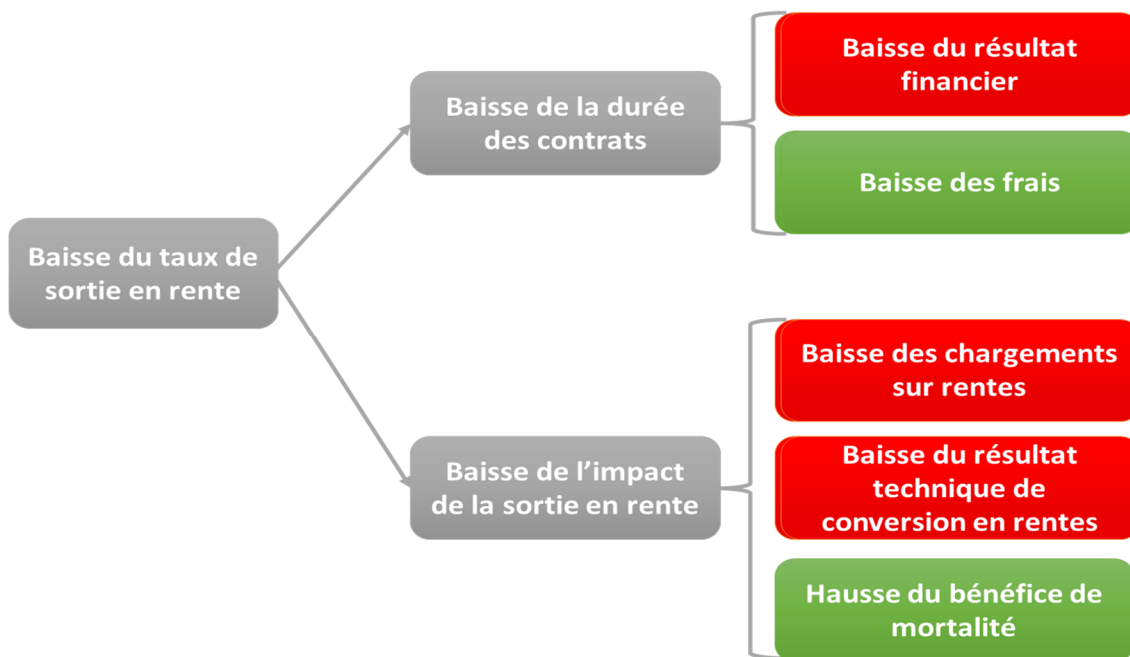 Baisse du taux de
sortie en rente
Baisse de la durée
des contrats
Baisse du résultat
financier
Baisse des frais
Baisse de l’impact
de la sortie en rente
Baisse des chargements
sur rentes
Baisse du résultat
technique de
conversion en rentes
Hausse du bénéfice de
mortalité